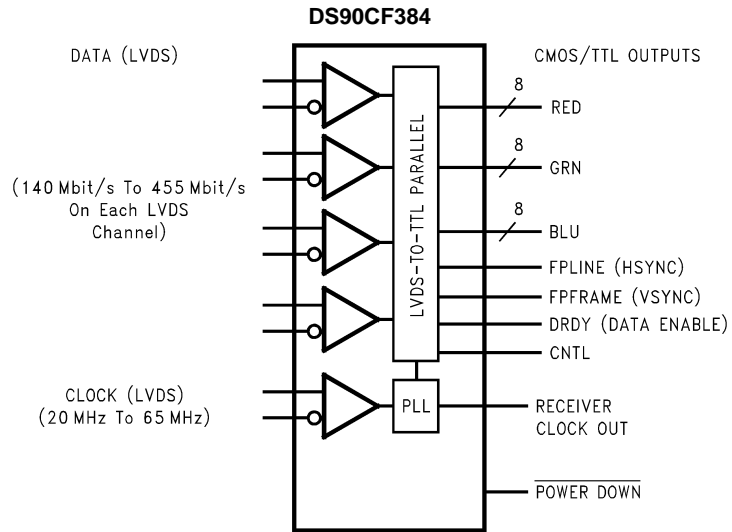 DS90CF384
DATA (LVDS)
CMOS/TTL OUTPUTS
8
RED
8
GRN
(140 Mbit/s To 455 Mbit/s
On Each LVDS
Channel)
8
BLU
LVDS-TO-TTL PARALLEL
FPLINE (HSYNC)
FPFRAME (VSYNC)
DRDY (DATA ENABLE)
CNTL
CLOCK (LVDS)
(20 MHz To 65 MHz)
PLL
RECEIVER
CLOCK OUT
POWER DOWN